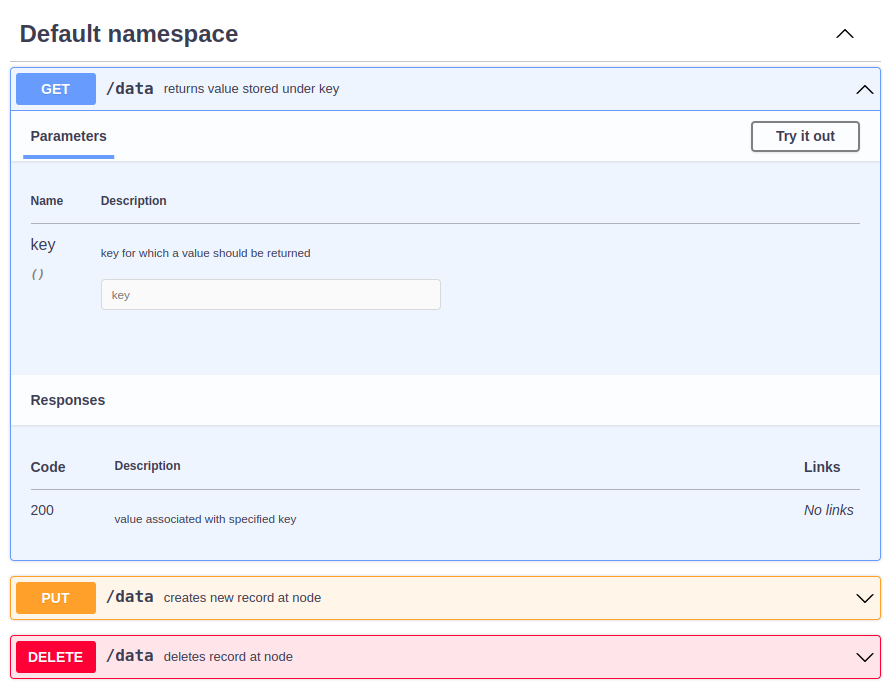 Default namespace
GET /data returns value stored under key
Parameters Try it out
Name Description
key key for which a value should be returned
()
key
Responses
Code Description Links
200 value associated with specified key No links
PUT /data creates new record at node
DELETE /data deletes record at node